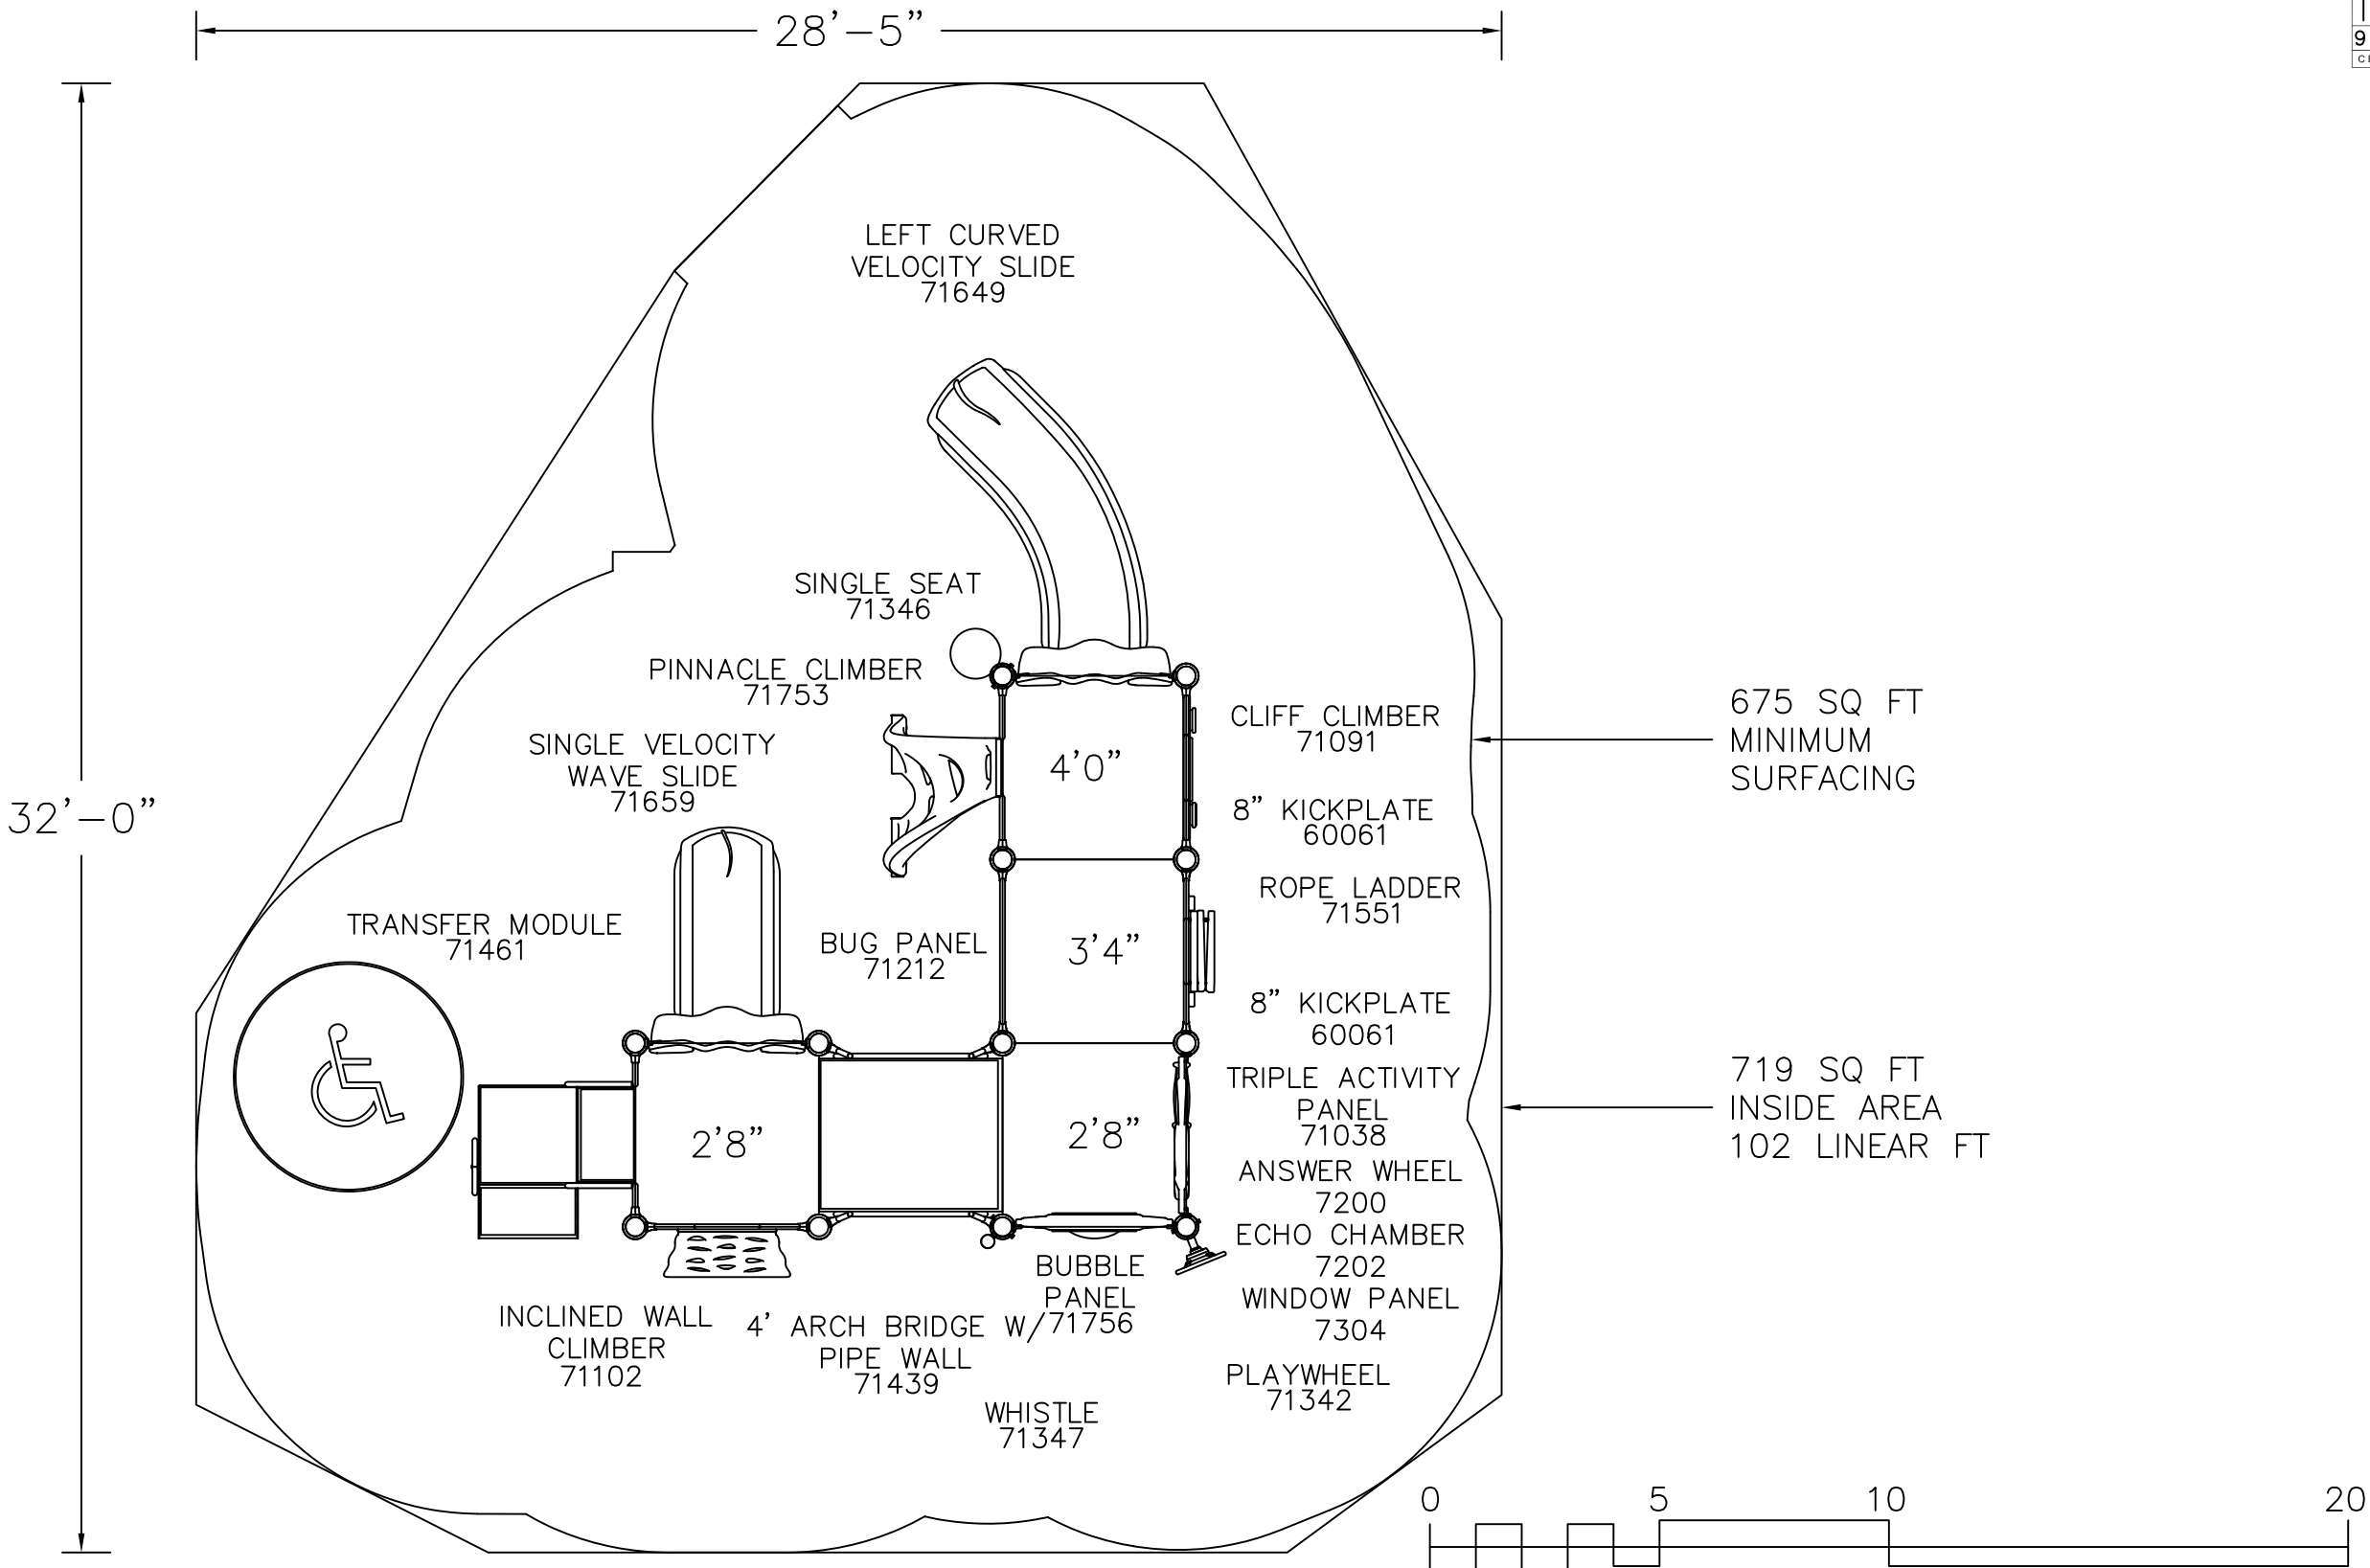 28'-5"
LEFT CURVED
VELOCITY SLIDE
71649
SINGLE SEAT
71346
PINNACLE CLIMBER
71753
SINGLE VELOCITY
WAVE SLIDE
71659
TRANSFER MODULE
71461
BUG PANEL
71212
32'-0"
4'0"
3'4"
2'8"
2'8"
CLIFF CLIMBER
71091
8" KICKPLATE
60061
ROPE LADDER
71551
8" KICKPLATE
60061
TRIPLE ACTIVITY
PANEL
71038
ANSWER WHEEL
7200
ECHO CHAMBER
7202
WINDOW PANEL
7304
PLAYWHEEL
71342
BUBBLE
PANEL
71756
INCLINED WALL
CLIMBER
71102
4' ARCH BRIDGE W/
PIPE WALL
71439
WHISTLE
71347
675 SQ FT
MINIMUM
SURFACING
719 SQ FT
INSIDE AREA
102 LINEAR FT
0 5 10 20